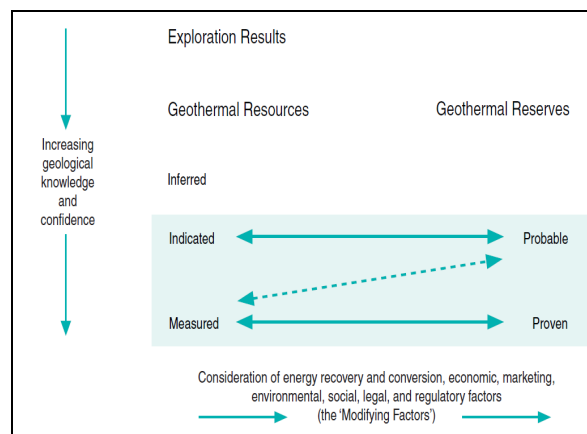 Exploration Results
Geothermal Resources
Geothermal Reserves
Increasing
geological
knowledge
and
confidence
Inferred
Indicated
Probable
Measured
Proven
Consideration of energy recovery and conversion, economic, marketing,
environmental, social, legal, and regulatory factors
(the ‘Modifying Factors’)